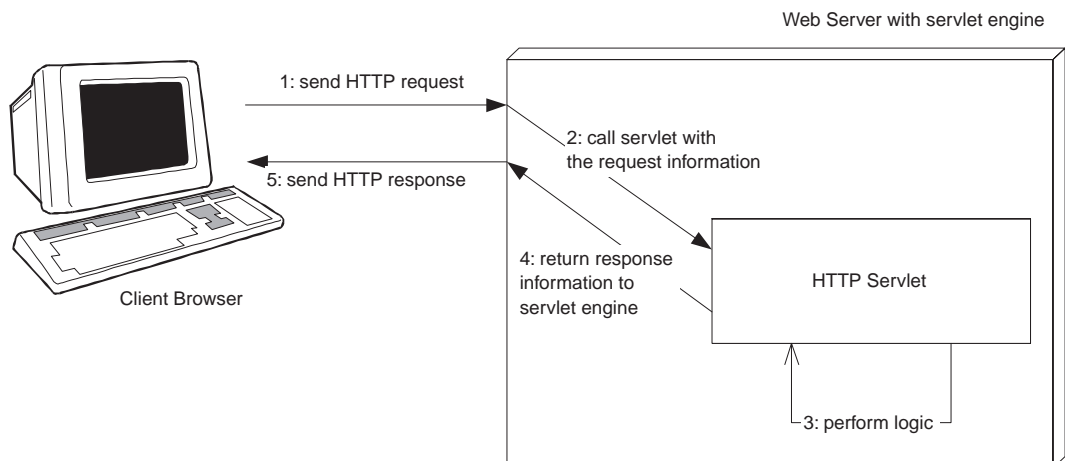 Web Server with servlet engine
1: send HTTP request
2: call servlet with
the request information
5: send HTTP response
4: return response
information to
servlet engine
HTTP Servlet
Client Browser
3: perform logic